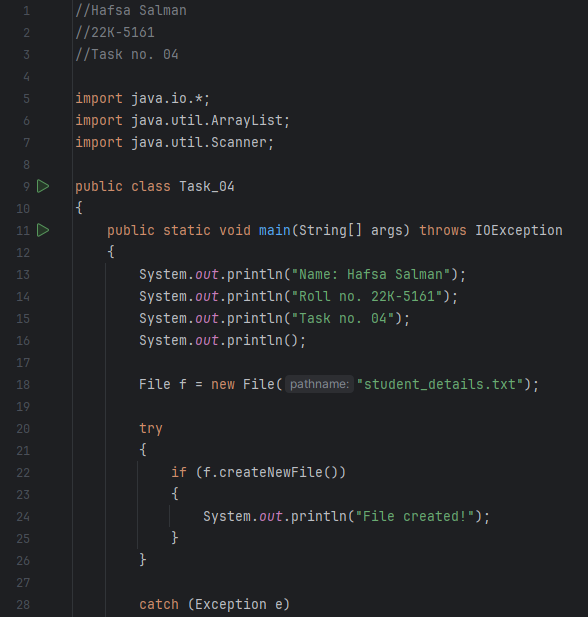 1 //Hafsa Salman
2 //22K-5161
3 //Task no. 04
4
5 import java.io.*;
6 import java.util.ArrayList;
7 import java.util.Scanner;
8
9 public class Task_04
10 {
11     public static void main(String[] args) throws IOException
12     {
13         System.out.println("Name: Hafsa Salman");
14         System.out.println("Roll no. 22K-5161");
15         System.out.println("Task no. 04");
16         System.out.println();
17
18         File f = new File( pathname: "student_details.txt");
19
20         try
21         {
22             if (f.createNewFile())
23             {
24                 System.out.println("File created!");
25             }
26         }
27
28         catch (Exception e)